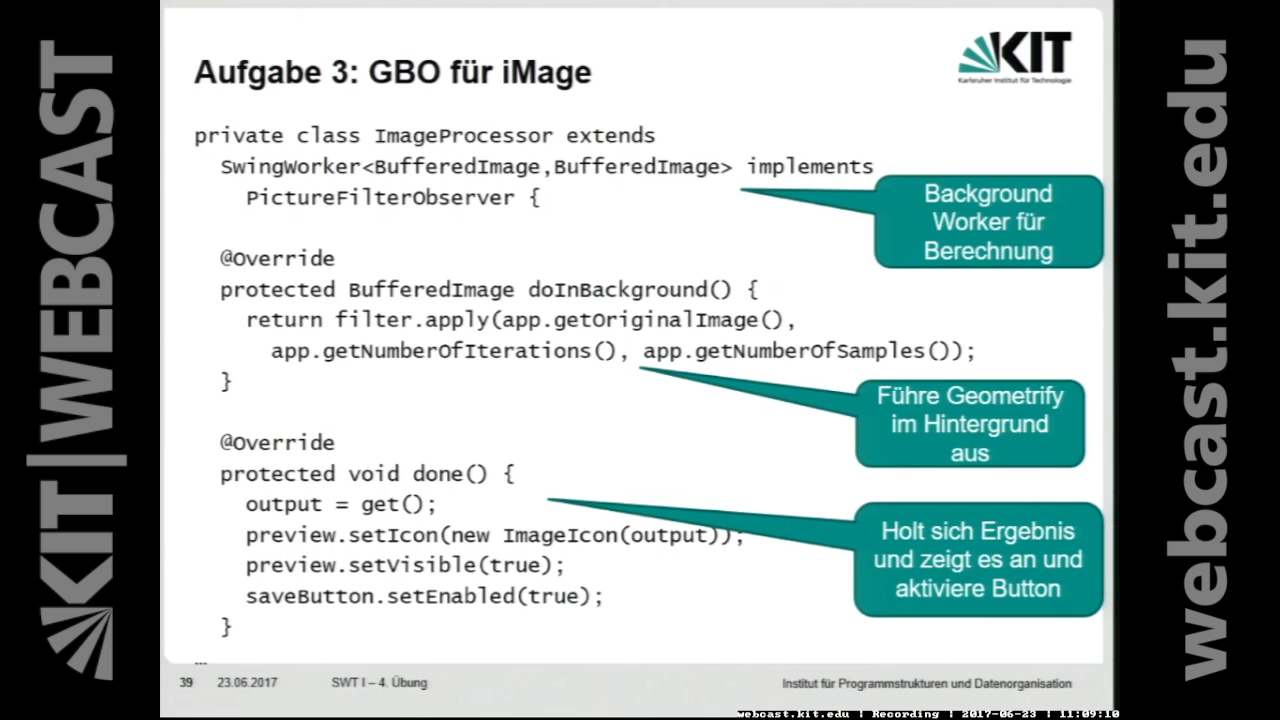 KIT | WEBCAST
Aufgabe 3: GBO für iMage
KIT
Karlsruher Institut für Technologie
private class ImageProcessor extends
SwingWorker<BufferedImage,BufferedImage> implements
PictureFilterObserver {
Background
Worker für
Berechnung
@Override
protected BufferedImage doInBackground() {
return filter.apply(app.getOriginalImage(),
app.getNumberOfIterations(), app.getNumberOfSamples());
}
Führe Geometrify
im Hintergrund
aus
@Override
protected void done() {
output = get();
preview.setIcon(new ImageIcon(output));
preview.setVisible(true);
saveButton.setEnabled(true);
}
Holt sich Ergebnis
und zeigt es an und
aktiviere Button
...
39 23.06.2017 SWT I – 4. Übung Institut für Programmstrukturen und Datenorganisation
webcast.kit.edu | Recording | 2017-06-23 | 11:09:10
webcast.kit.edu